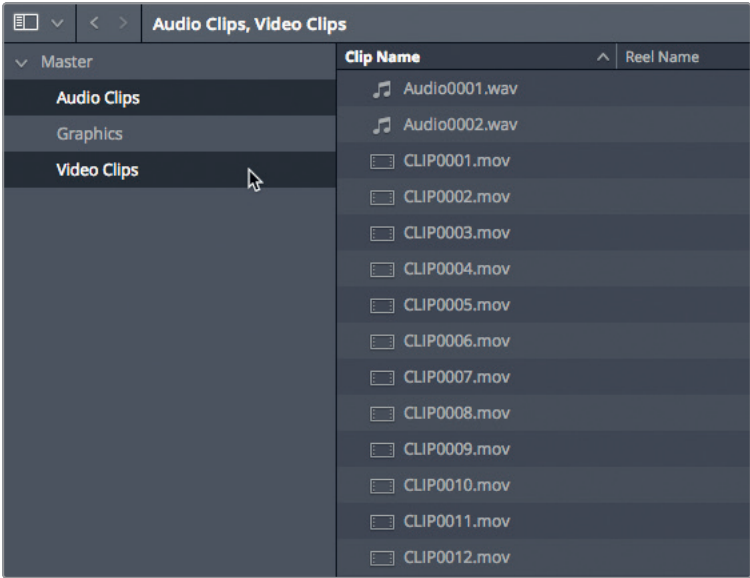 Audio Clips, Video Clips
Master
Audio Clips
Graphics
Video Clips
Clip Name
Reel Name
Audio0001.wav
Audio0002.wav
CLIP0001.mov
CLIP0002.mov
CLIP0003.mov
CLIP0004.mov
CLIP0005.mov
CLIP0006.mov
CLIP0007.mov
CLIP0008.mov
CLIP0009.mov
CLIP0010.mov
CLIP0011.mov
CLIP0012.mov